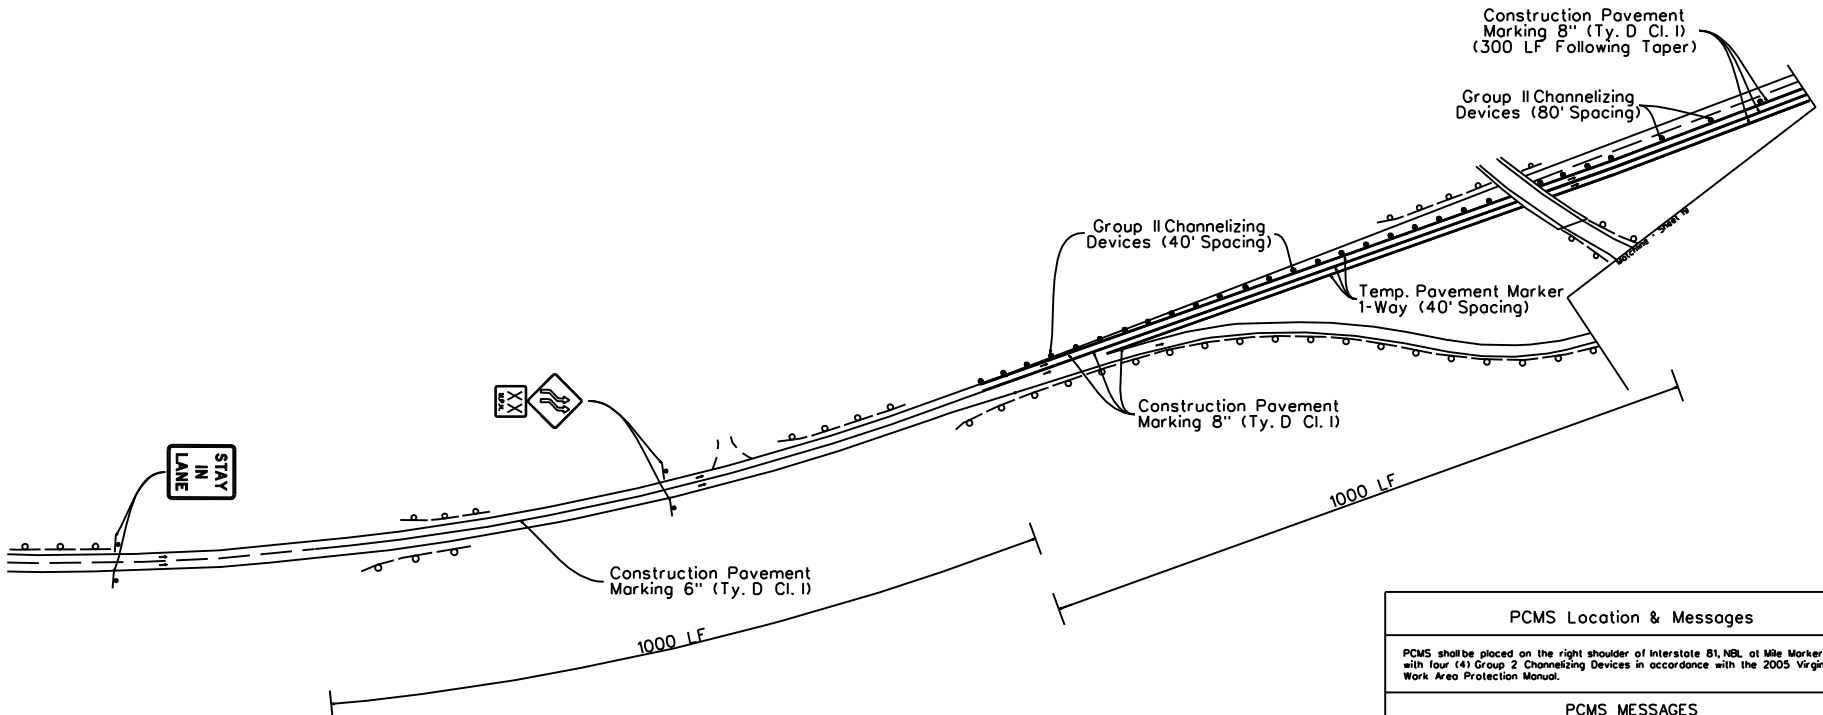 Construction Pavement
Marking 8" (Ty. D Cl. I)
(300 LF Following Taper)
Group II Channelizing
Devices (80' Spacing)
Group II Channelizing
Devices (40' Spacing)
Matchline - Sheet 19
Temp. Pavement Marker
1-Way (40' Spacing)
XX
M.P.H.
Construction Pavement
Marking 8" (Ty. D Cl. I)
STAY
IN
LANE
1000 LF
Construction Pavement
Marking 6" (Ty. D Cl. I)
1000 LF
PCMS Location & Messages
PCMS shall be placed on the right shoulder of Interstate 81, NBL at Mile Marker
with four (4) Group 2 Channelizing Devices in accordance with the 2005 Virgin
Work Area Protection Manual.
PCMS MESSAGES